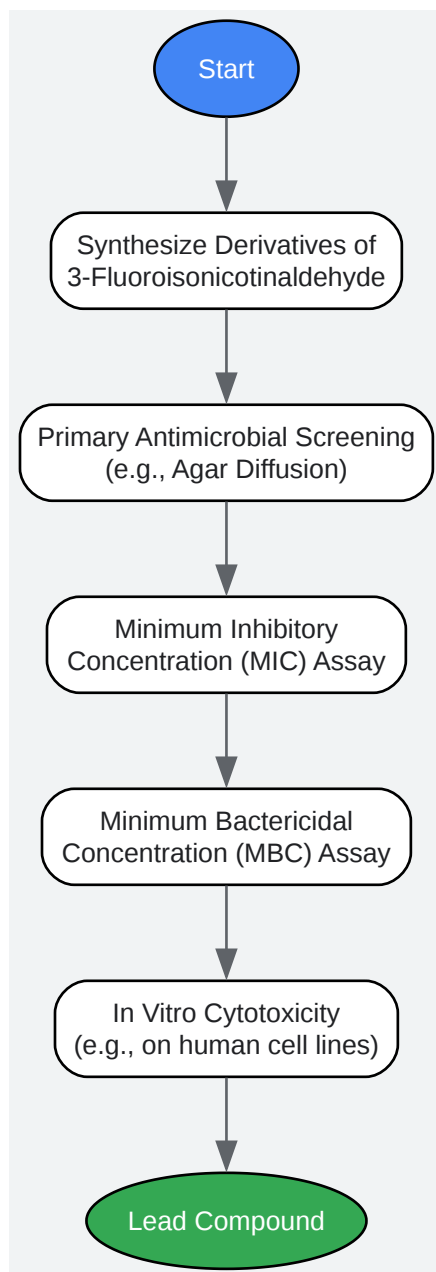 Start
Synthesize Derivatives of
3-Fluoroisonicotinaldehyde
Primary Antimicrobial Screening
(e.g., Agar Diffusion)
Minimum Inhibitory
Concentration (MIC) Assay
Minimum Bactericidal
Concentration (MBC) Assay
In Vitro Cytotoxicity
(e.g., on human cell lines)
Lead Compound